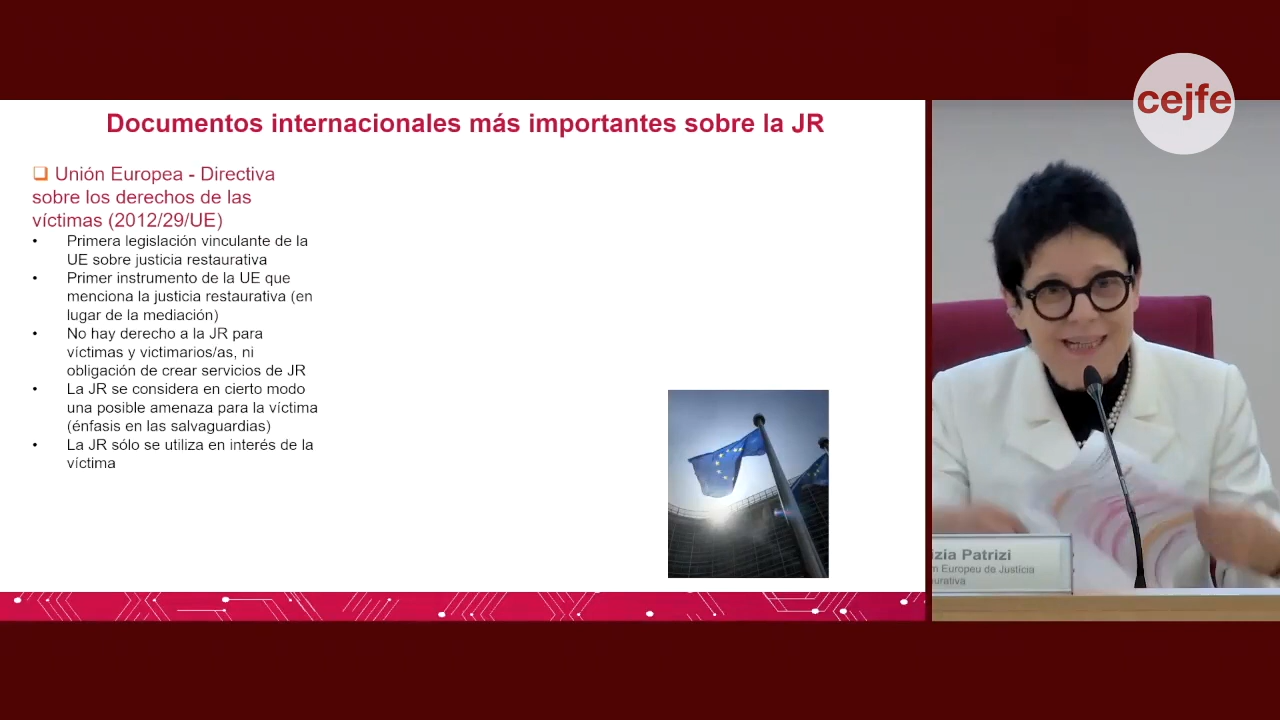 cejfe
Documentos internacionales más importantes sobre la JR
Unión Europea - Directiva
sobre los derechos de las
víctimas (2012/29/UE)
• Primera legislación vinculante de la
UE sobre justicia restaurativa
• Primer instrumento de la UE que
menciona la justicia restaurativa (en
lugar de la mediación)
• No hay derecho a la JR para
víctimas y victimarios/as, ni
obligación de crear servicios de JR
• La JR se considera en cierto modo
una posible amenaza para la víctima
(énfasis en las salvaguardias)
• La JR sólo se utiliza en interés de la
víctima
izia Patrizi
m Europeu de Justícia
urativa